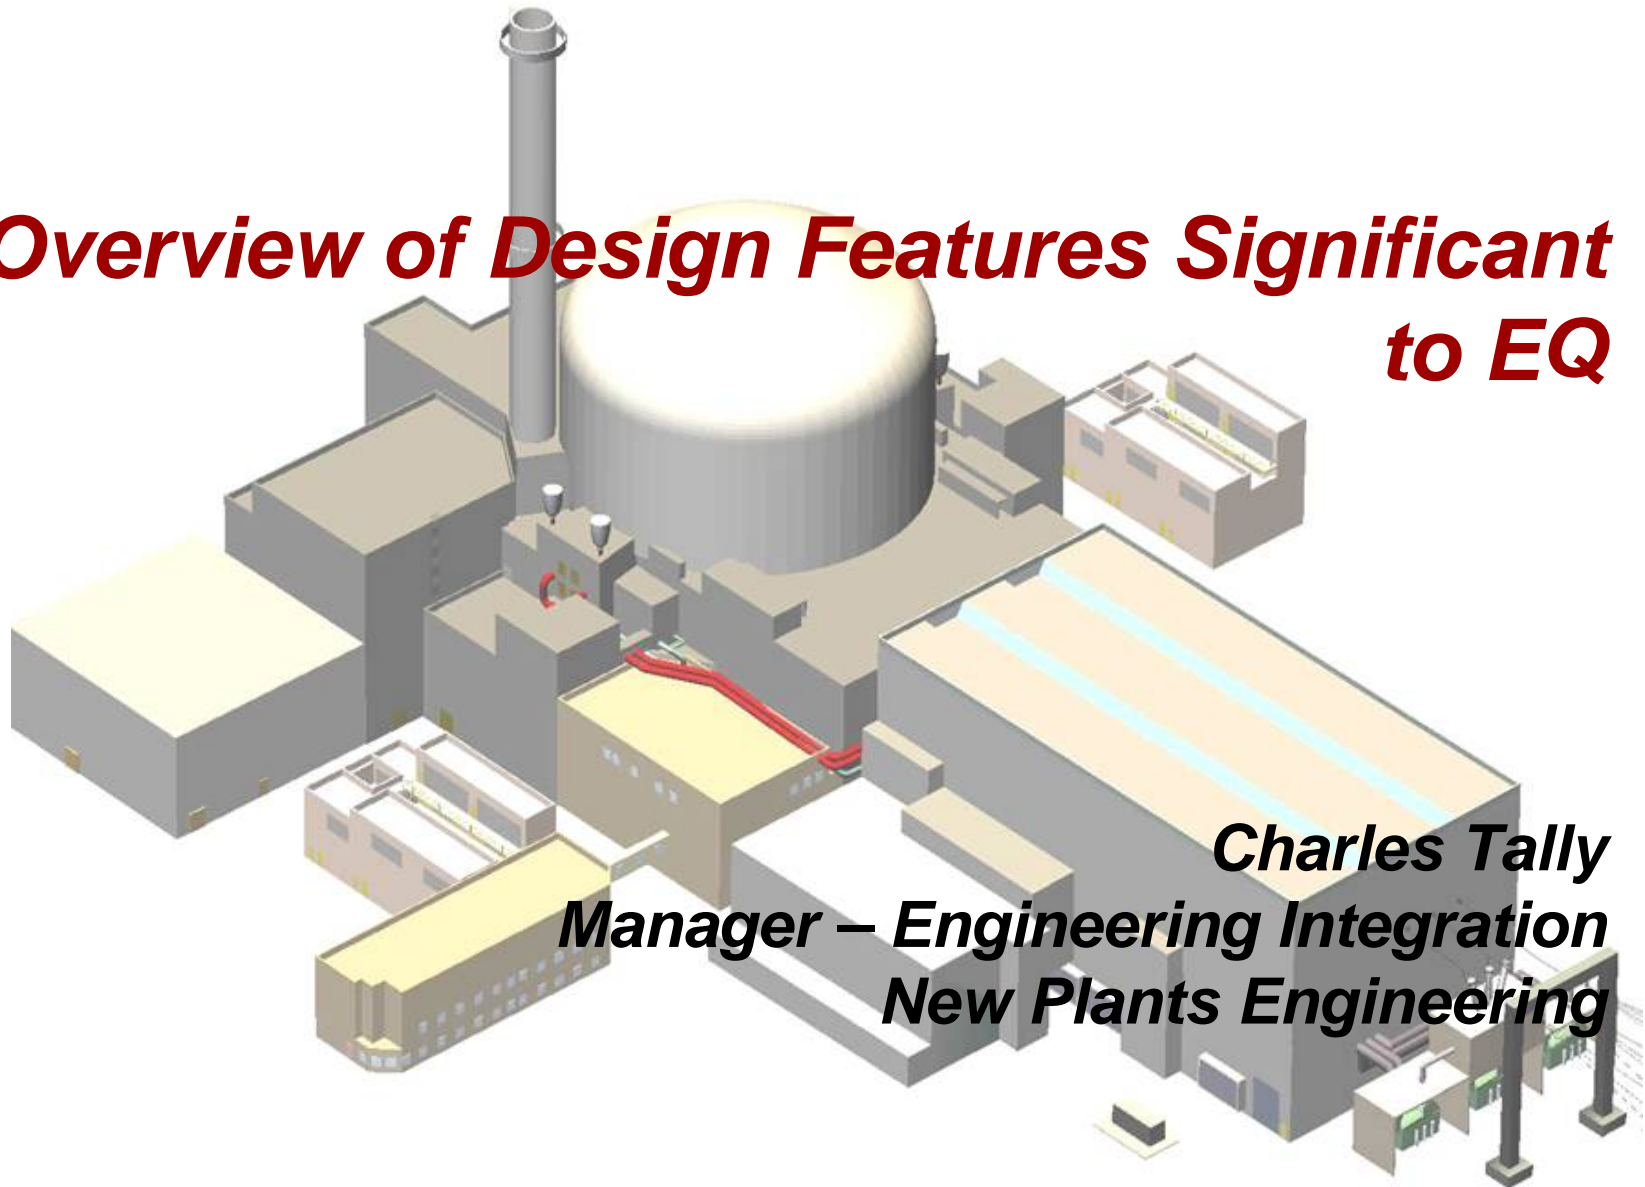 Overview of Design Features Significant
to EQ
Charles Tally
Manager – Engineering Integration
New Plants Engineering